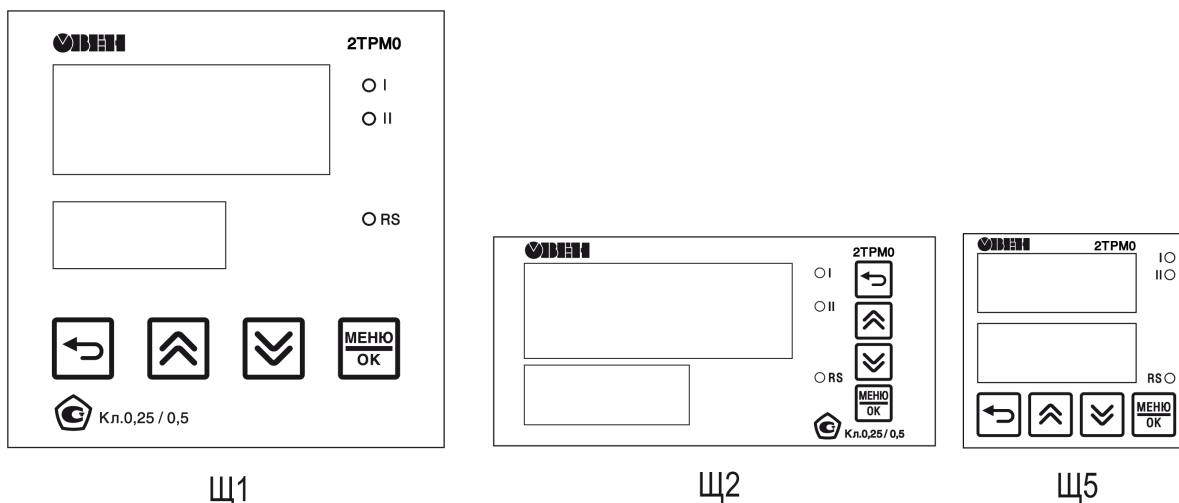 ОВЕН 2ТРМ0
I
II
RS
МЕНЮ
ОК
Кл.0,25 / 0,5
Щ1
ОВЕН 2ТРМ0
I
II
RS
МЕНЮ
ОК
Кл.0,25 / 0,5
Щ2
ОВЕН 2ТРМ0
I
II
RS
МЕНЮ
ОК
Щ5